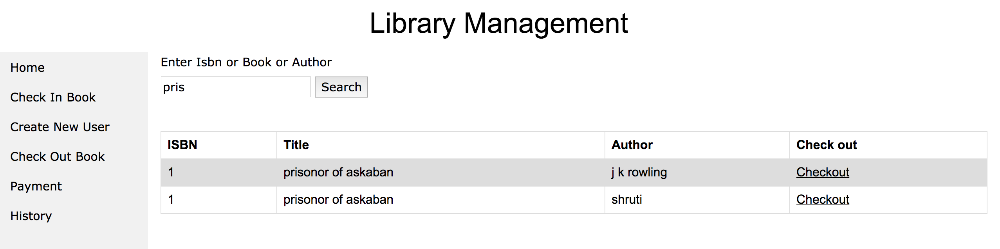 Library Management
Home
Check In Book
Create New User
Check Out Book
Payment
History
Enter Isbn or Book or Author
pris Search
ISBN Title Author Check out
1 prisonor of askaban j k rowling Checkout
1 prisonor of askaban shruti Checkout